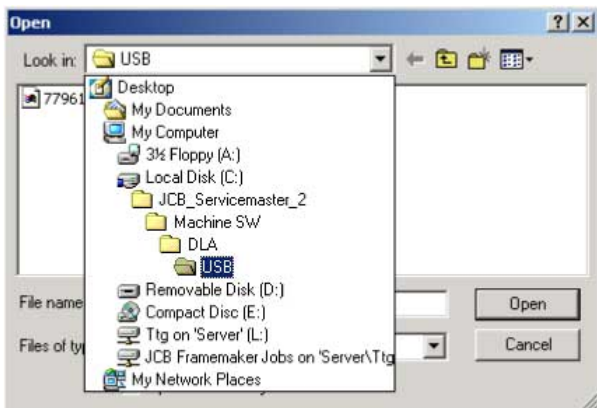 Open
Look in: USB
77961
Desktop
My Documents
My Computer
3½ Floppy (A:)
Local Disk (C:)
JCB_Servicemaster_2
Machine SW
DLA
USB
Removable Disk (D:)
Compact Disc (E:)
Ttg on 'Server' (L:)
JCB Framemaker Jobs on 'Server\Ttg
My Network Places
File name
Open
Files of ty
Cancel